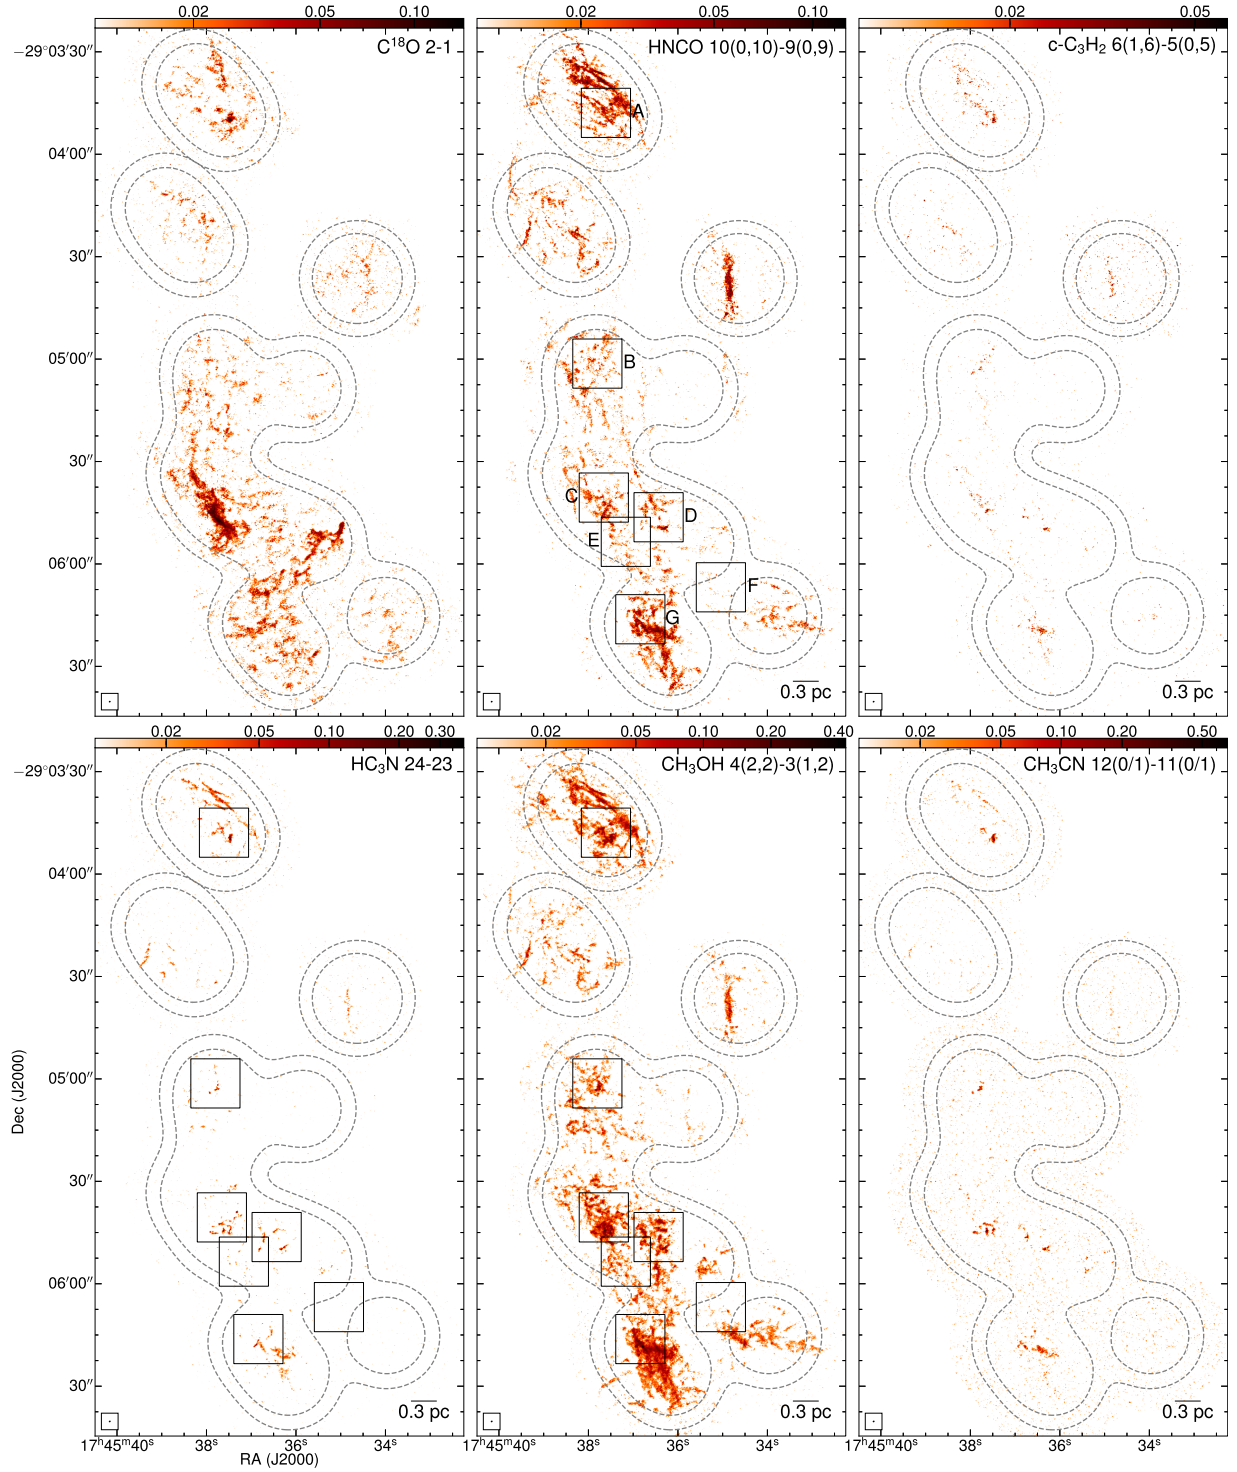 0.02 0.05 0.10 0.02 0.05 0.10 0.02 0.05
C¹⁸O 2-1 HNCO 10(0,10)-9(0,9) c-C₃H₂ 6(1,6)-5(0,5)
−29°03′30″
A
04′00″
30″
05′00″
B
30″
C
D
E
06′00″
F
G
30″
0.3 pc 0.3 pc
0.02 0.05 0.10 0.20 0.30 0.02 0.05 0.10 0.20 0.40 0.02 0.05 0.10 0.20 0.50
HC₃N 24-23 CH₃OH 4(2,2)-3(1,2) CH₃CN 12(0/1)-11(0/1)
−29°03′30″
04′00″
30″
05′00″
Dec (J2000)
30″
06′00″
30″
0.3 pc 0.3 pc 0.3 pc
17ʰ45ᵐ40ˢ 38ˢ 36ˢ 34ˢ 17ʰ45ᵐ40ˢ 38ˢ 36ˢ 34ˢ 17ʰ45ᵐ40ˢ 38ˢ 36ˢ 34ˢ
RA (J2000)